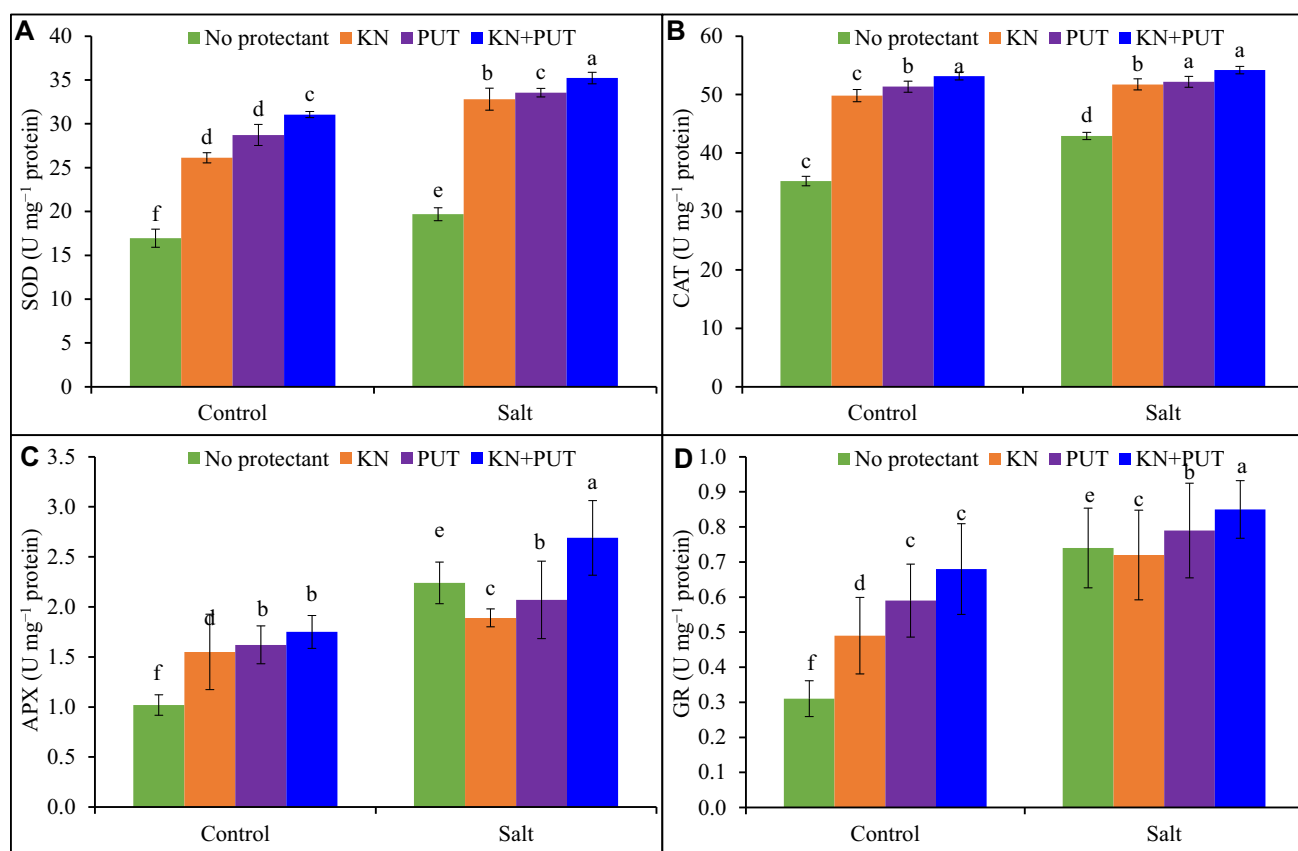 A
No protectant KN PUT KN+PUT
SOD (U mg⁻¹ protein)
40
35
30
25
20
15
10
5
0
f d d c e b c a
Control Salt
B
No protectant KN PUT KN+PUT
CAT (U mg⁻¹ protein)
60
50
40
30
20
10
0
c c b a d b a a
Control Salt
C
No protectant KN PUT KN+PUT
APX (U mg⁻¹ protein)
3.5
3.0
2.5
2.0
1.5
1.0
0.5
0.0
f d b b e c b a
Control Salt
D
No protectant KN PUT KN+PUT
GR (U mg⁻¹ protein)
1.0
0.9
0.8
0.7
0.6
0.5
0.4
0.3
0.2
0.1
0.0
f d c c e c b a
Control Salt